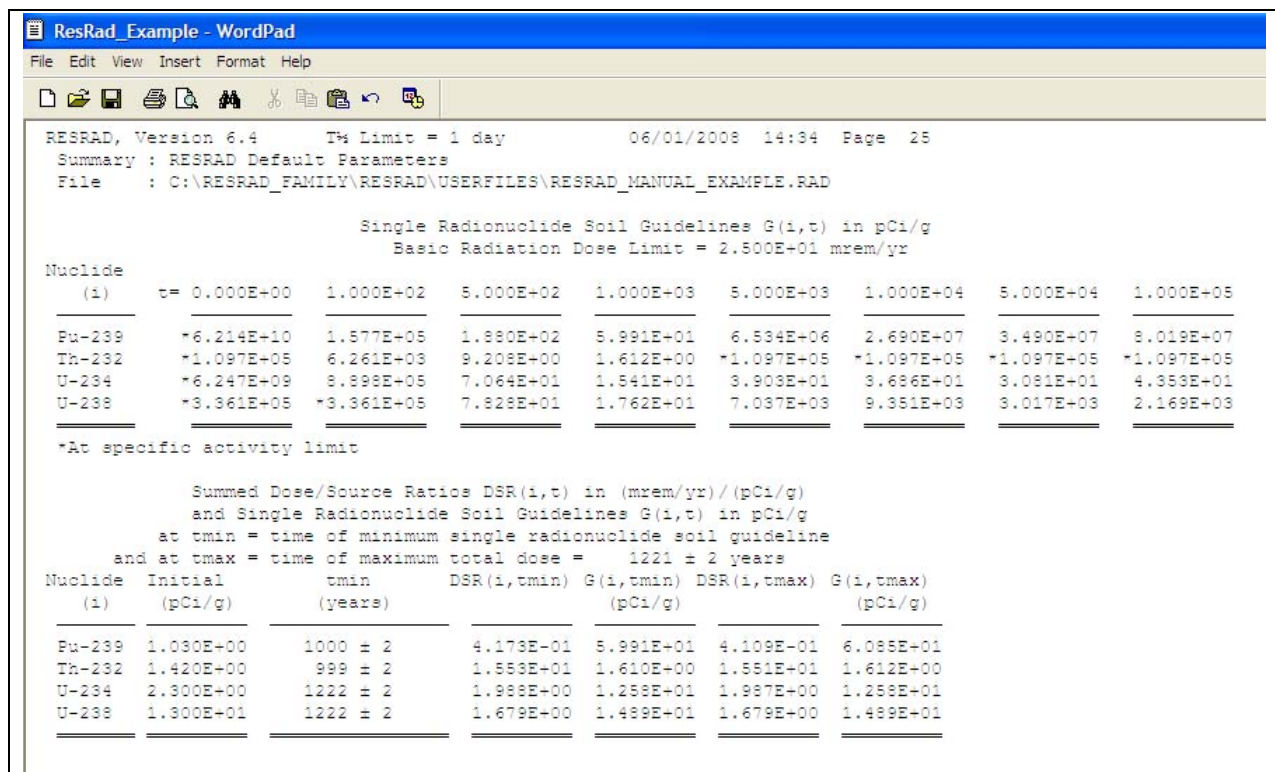 ResRad_Example - WordPad
File Edit View Insert Format Help
RESRAD, Version 6.4 T½ Limit = 1 day 06/01/2008 14:34 Page 25
Summary : RESRAD Default Parameters
File : C:\RESRAD_FAMILY\RESRAD\USERFILES\RESRAD_MANUAL_EXAMPLE.RAD
Single Radionuclide Soil Guidelines G(i,t) in pCi/g
Basic Radiation Dose Limit = 2.500E+01 mrem/yr
Nuclide
(i) t= 0.000E+00 1.000E+02 5.000E+02 1.000E+03 5.000E+03 1.000E+04 5.000E+04 1.000E+05
Pu-239 *6.214E+10 1.577E+05 1.880E+02 5.991E+01 6.534E+06 2.690E+07 3.490E+07 8.019E+07
Th-232 *1.097E+05 6.261E+03 9.208E+00 1.612E+00 *1.097E+05 *1.097E+05 *1.097E+05 *1.097E+05
U-234 *6.247E+09 8.898E+05 7.064E+01 1.541E+01 3.903E+01 3.686E+01 3.081E+01 4.353E+01
U-238 *3.361E+05 *3.361E+05 7.828E+01 1.762E+01 7.037E+03 9.351E+03 3.017E+03 2.169E+03
*At specific activity limit
Summed Dose/Source Ratios DSR(i,t) in (mrem/yr)/(pCi/g)
and Single Radionuclide Soil Guidelines G(i,t) in pCi/g
at tmin = time of minimum single radionuclide soil guideline
and at tmax = time of maximum total dose = 1221 ± 2 years
Nuclide Initial tmin DSR(i,tmin) G(i,tmin) DSR(i,tmax) G(i,tmax)
(i) (pCi/g) (years) (pCi/g) (pCi/g)
Pu-239 1.030E+00 1000 ± 2 4.173E-01 5.991E+01 4.109E-01 6.085E+01
Th-232 1.420E+00 999 ± 2 1.553E+01 1.610E+00 1.551E+01 1.612E+00
U-234 2.300E+00 1222 ± 2 1.988E+00 1.258E+01 1.987E+00 1.258E+01
U-238 1.300E+01 1222 ± 2 1.679E+00 1.489E+01 1.679E+00 1.489E+01